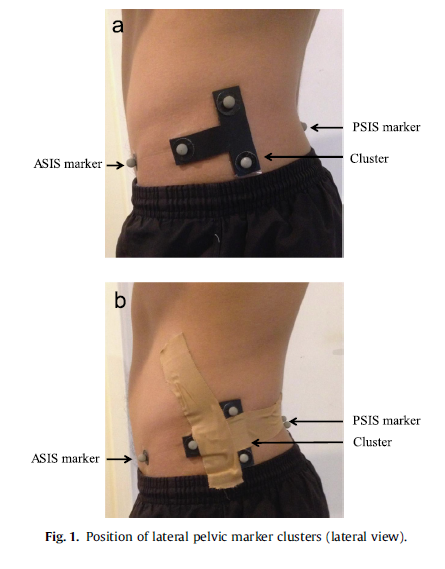 a
PSIS marker
Cluster
ASIS marker
b
PSIS marker
Cluster
ASIS marker
Fig. 1. Position of lateral pelvic marker clusters (lateral view).